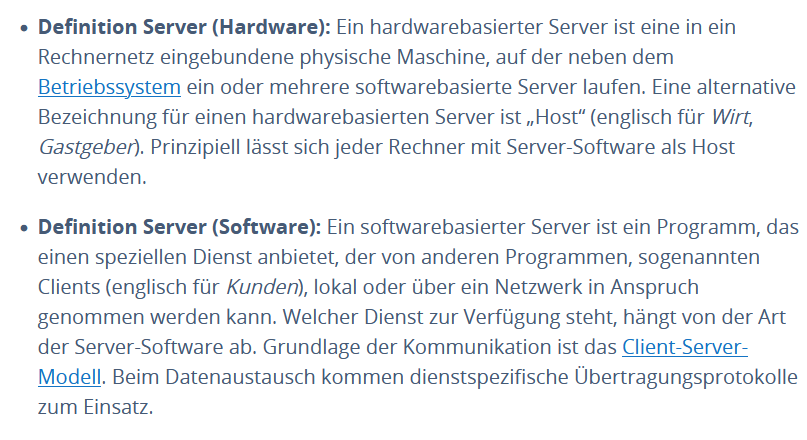 • Definition Server (Hardware): Ein hardwarebasierter Server ist eine in ein
Rechnernetz eingebundene physische Maschine, auf der neben dem
Betriebssystem ein oder mehrere softwarebasierte Server laufen. Eine alternative
Bezeichnung für einen hardwarebasierten Server ist „Host“ (englisch für Wirt,
Gastgeber). Prinzipiell lässt sich jeder Rechner mit Server-Software als Host
verwenden.
• Definition Server (Software): Ein softwarebasierter Server ist ein Programm, das
einen speziellen Dienst anbietet, der von anderen Programmen, sogenannten
Clients (englisch für Kunden), lokal oder über ein Netzwerk in Anspruch
genommen werden kann. Welcher Dienst zur Verfügung steht, hängt von der Art
der Server-Software ab. Grundlage der Kommunikation ist das Client-Server-
Modell. Beim Datenaustausch kommen dienstspezifische Übertragungsprotokolle
zum Einsatz.